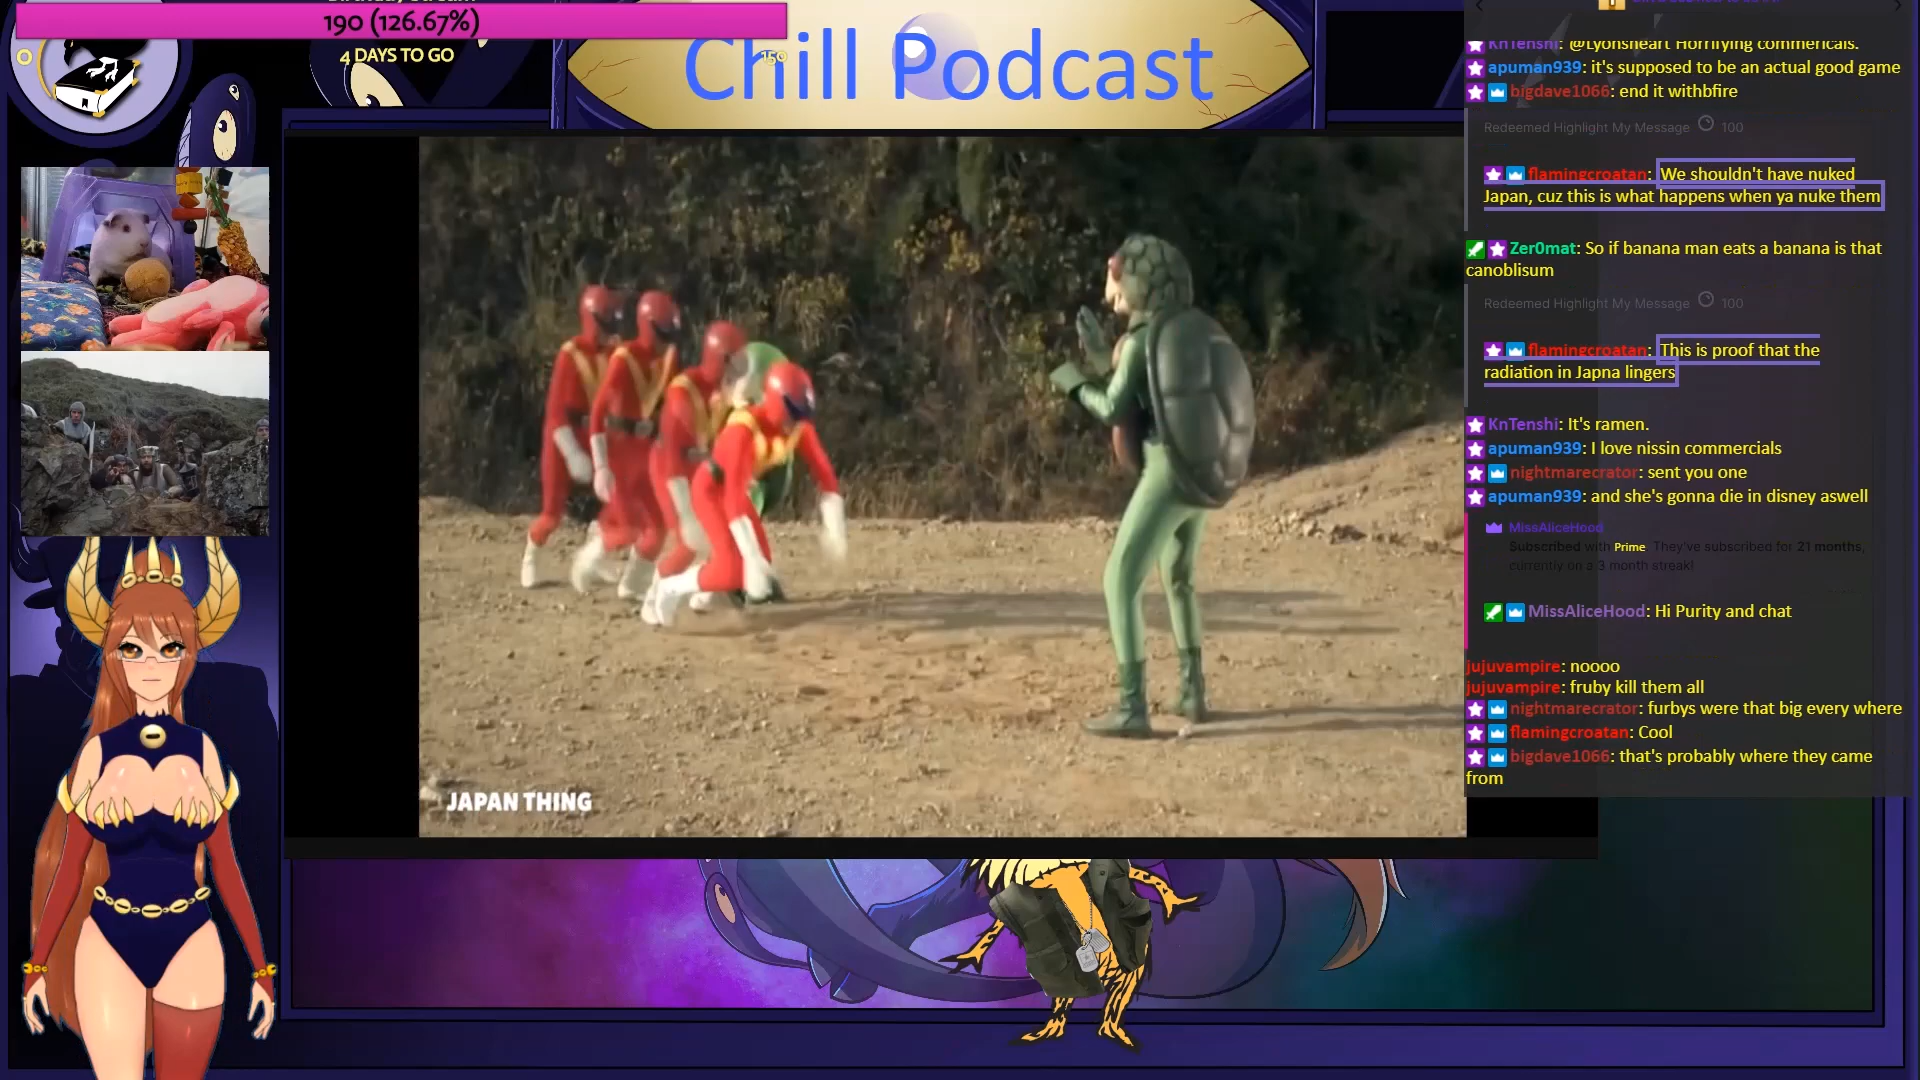 190 (126.67%)
4 DAYS TO GO
150
Chill Podcast
JAPAN THING
KnTenshi: @Lyonsheart Horrifying commericals.
apuman939: it's supposed to be an actual good game
bigdave1066: end it withbfire
Redeemed Highlight My Message 100
flamingcroatan: We shouldn't have nuked
Japan, cuz this is what happens when ya nuke them
Zer0mat: So if banana man eats a banana is that
canoblisum
Redeemed Highlight My Message 100
flamingcroatan: This is proof that the
radiation in Japna lingers
KnTenshi: It's ramen.
apuman939: I love nissin commercials
nightmarecrator: sent you one
apuman939: and she's gonna die in disney aswell
MissAliceHood
Subscribed with Prime. They've subscribed for 21 months,
currently on a 3 month streak!
MissAliceHood: Hi Purity and chat
jujuvampire: noooo
jujuvampire: fruby kill them all
nightmarecrator: furbys were that big every where
flamingcroatan: Cool
bigdave1066: that's probably where they came
from